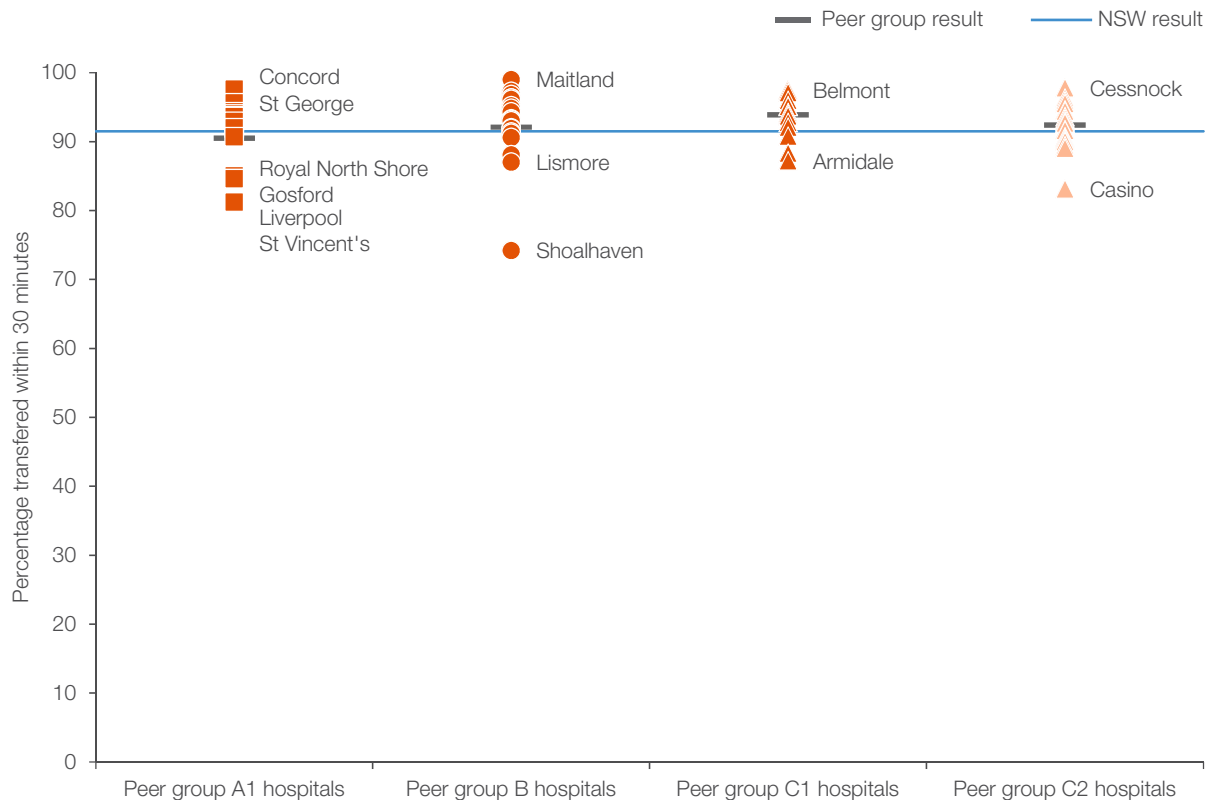 Peer group result
NSW result
Percentage transfered within 30 minutes
100
90
80
70
60
50
40
30
20
10
0
Concord
St George
Royal North Shore
Gosford
Liverpool
St Vincent's
Maitland
Lismore
Shoalhaven
Belmont
Armidale
Cessnock
Casino
Peer group A1 hospitals
Peer group B hospitals
Peer group C1 hospitals
Peer group C2 hospitals